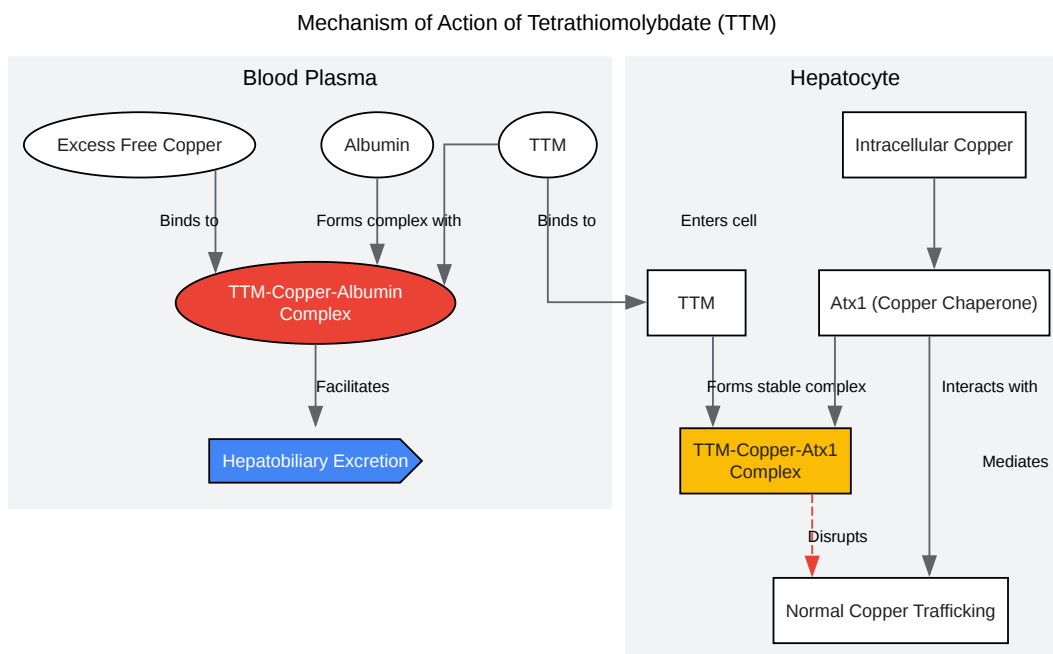 Mechanism of Action of Tetrathiomolybdate (TTM)
Blood Plasma
Hepatocyte
Excess Free Copper
Albumin
TTM
Intracellular Copper
Binds to
Forms complex with
Binds to
Enters cell
TTM-Copper-Albumin
Complex
TTM
Atx1 (Copper Chaperone)
Facilitates
Forms stable complex
Interacts with
Hepatobiliary Excretion
TTM-Copper-Atx1
Complex
Mediates
Disrupts
Normal Copper Trafficking